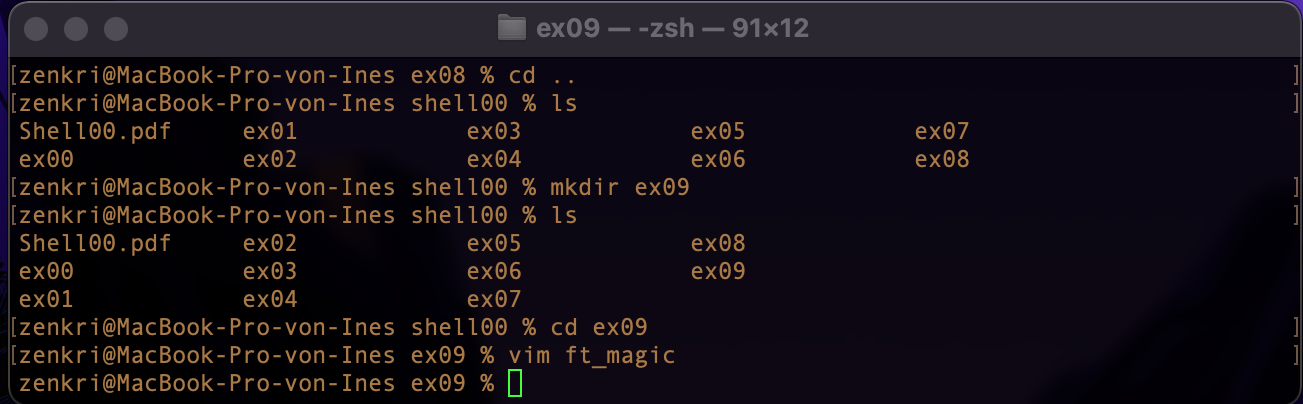 ex09 — -zsh — 91×12
[zenkri@MacBook-Pro-von-Ines ex08 % cd .. ]
[zenkri@MacBook-Pro-von-Ines shell00 % ls ]
Shell00.pdf ex01 ex03 ex05 ex07
ex00 ex02 ex04 ex06 ex08
[zenkri@MacBook-Pro-von-Ines shell00 % mkdir ex09 ]
[zenkri@MacBook-Pro-von-Ines shell00 % ls ]
Shell00.pdf ex02 ex05 ex08
ex00 ex03 ex06 ex09
ex01 ex04 ex07
[zenkri@MacBook-Pro-von-Ines shell00 % cd ex09 ]
[zenkri@MacBook-Pro-von-Ines ex09 % vim ft_magic ]
zenkri@MacBook-Pro-von-Ines ex09 %